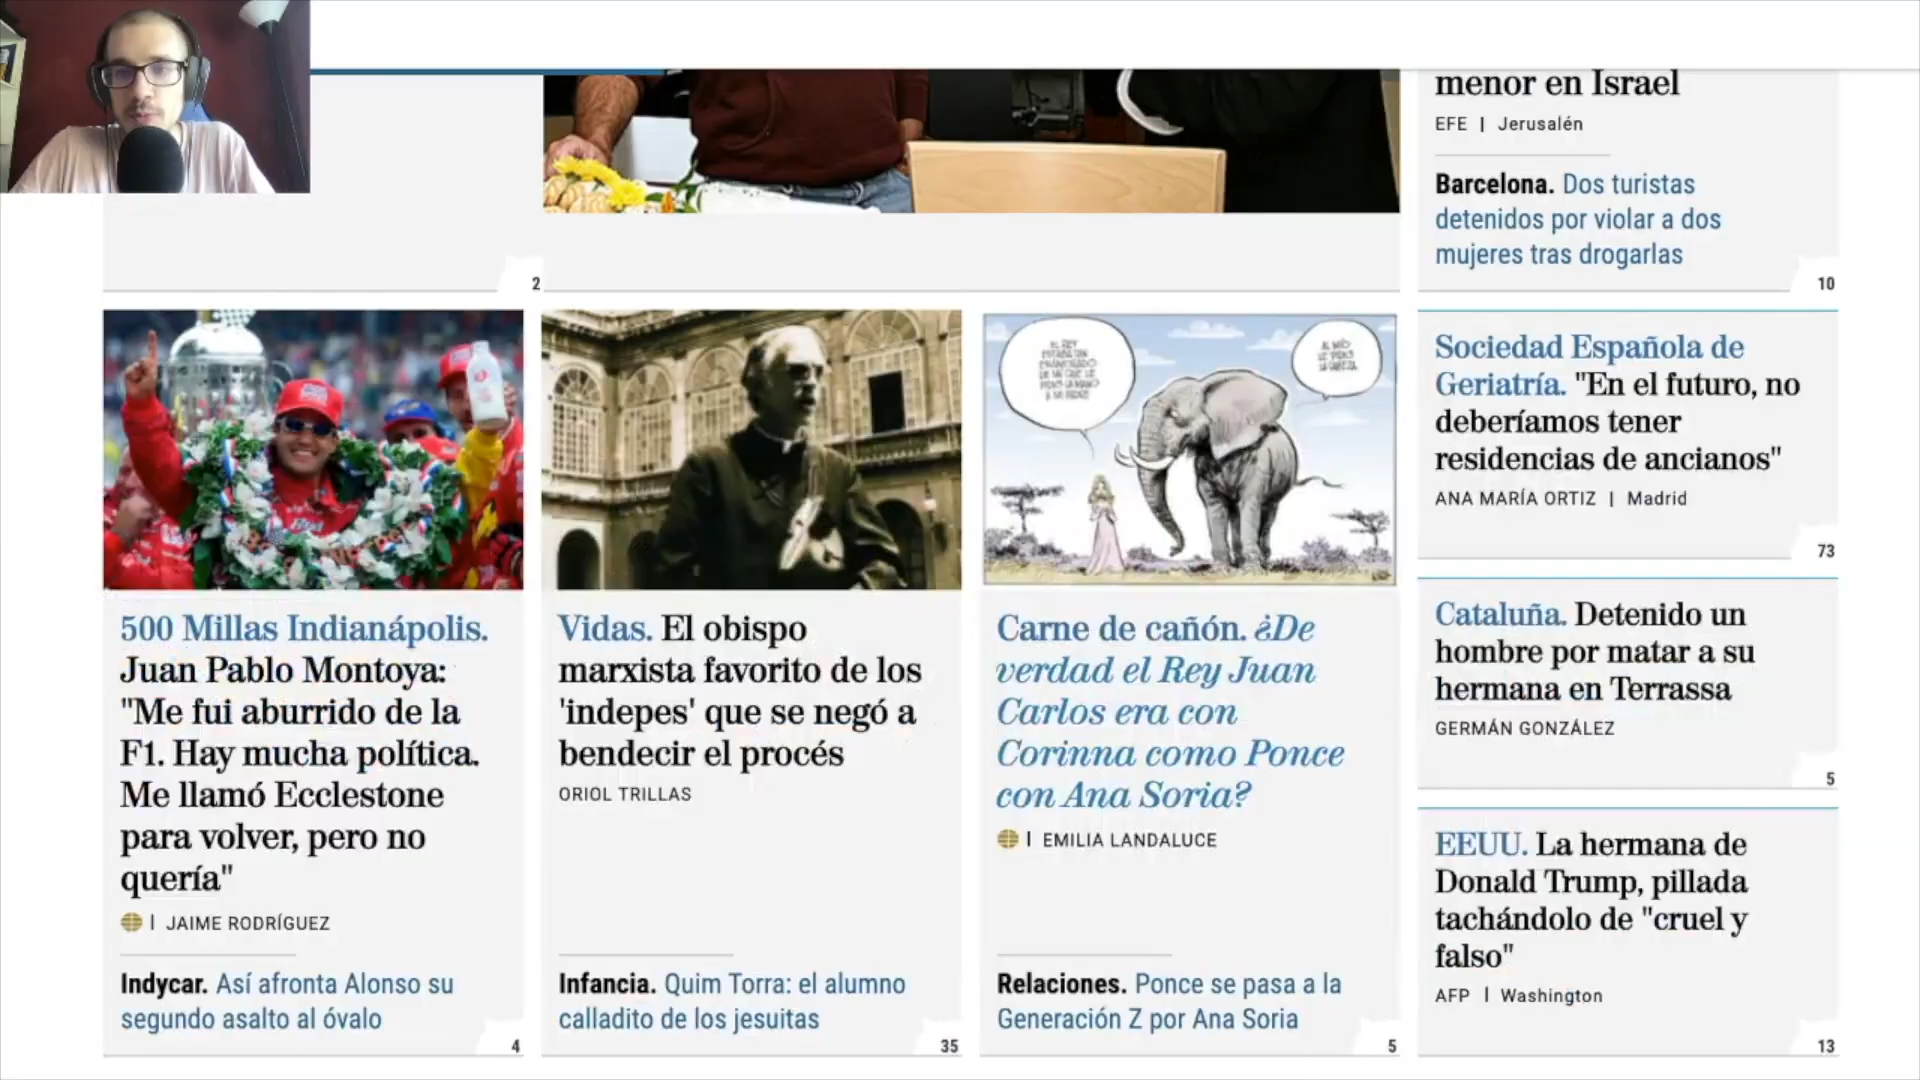 menor en Israel
EFE | Jerusalén
Barcelona. Dos turistas
detenidos por violar a dos
mujeres tras drogarlas
2
10
500 Millas Indianápolis.
Juan Pablo Montoya:
"Me fui aburrido de la
F1. Hay mucha política.
Me llamó Ecclestone
para volver, pero no
quería"
| JAIME RODRÍGUEZ
Indycar. Así afronta Alonso su
segundo asalto al óvalo
4
Vidas. El obispo
marxista favorito de los
'indepes' que se negó a
bendecir el procés
ORIOL TRILLAS
Infancia. Quim Torra: el alumno
calladito de los jesuitas
35
Carne de cañón. ¿De
verdad el Rey Juan
Carlos era con
Corinna como Ponce
con Ana Soria?
| EMILIA LANDALUCE
Relaciones. Ponce se pasa a la
Generación Z por Ana Soria
5
Sociedad Española de
Geriatría. "En el futuro, no
deberíamos tener
residencias de ancianos"
ANA MARÍA ORTIZ | Madrid
73
Cataluña. Detenido un
hombre por matar a su
hermana en Terrassa
GERMÁN GONZÁLEZ
5
EEUU. La hermana de
Donald Trump, pillada
tachándolo de "cruel y
falso"
AFP | Washington
13